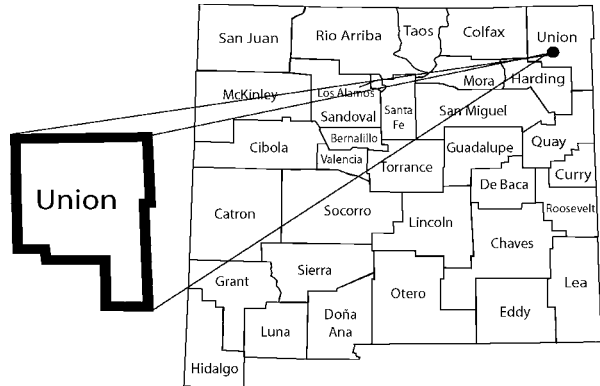 San Juan
Rio Arriba
Taos
Colfax
Union
McKinley
Los Alamos
Mora
Harding
Sandoval
Santa
Fe
San Miguel
Bernalillo
Cibola
Valencia
Torrance
Guadalupe
Quay
Curry
De Baca
Union
Catron
Socorro
Lincoln
Roosevelt
Chaves
Sierra
Grant
Otero
Lea
Luna
Doña
Ana
Eddy
Hidalgo